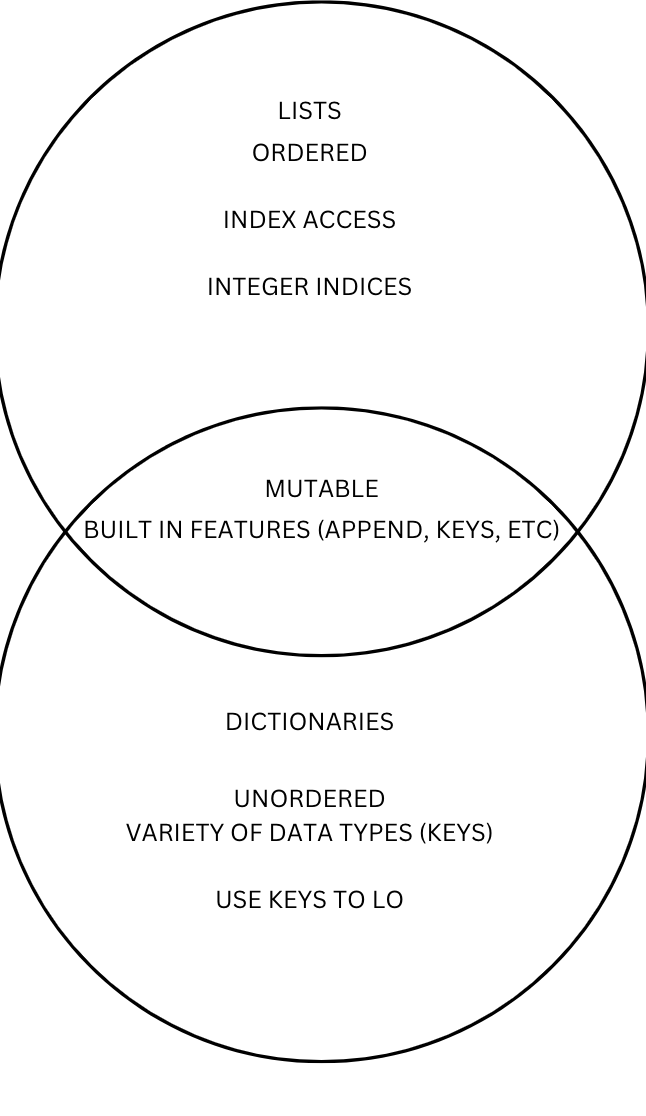 LISTS
ORDERED
INDEX ACCESS
INTEGER INDICES
MUTABLE
BUILT IN FEATURES (APPEND, KEYS, ETC)
DICTIONARIES
UNORDERED
VARIETY OF DATA TYPES (KEYS)
USE KEYS TO LO